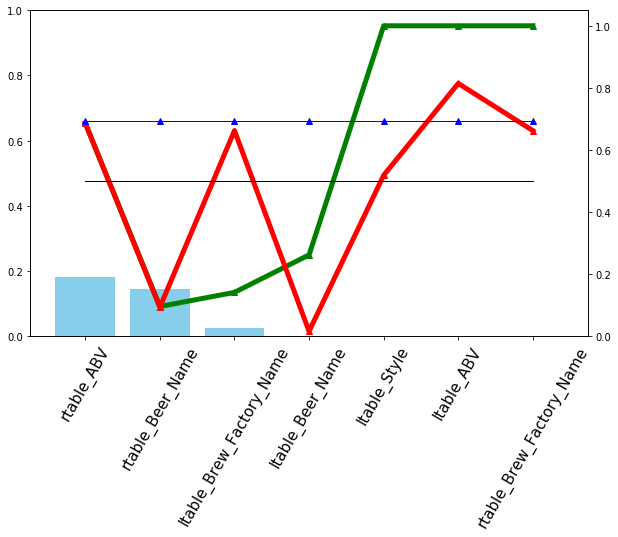 1.0
0.8
0.6
0.4
0.2
0.0
1.0
0.8
0.6
0.4
0.2
0.0
rtable_ABV
rtable_Beer_Name
ltable_Brew_Factory_Name
ltable_Beer_Name
ltable_Style
ltable_ABV
rtable_Brew_Factory_Name